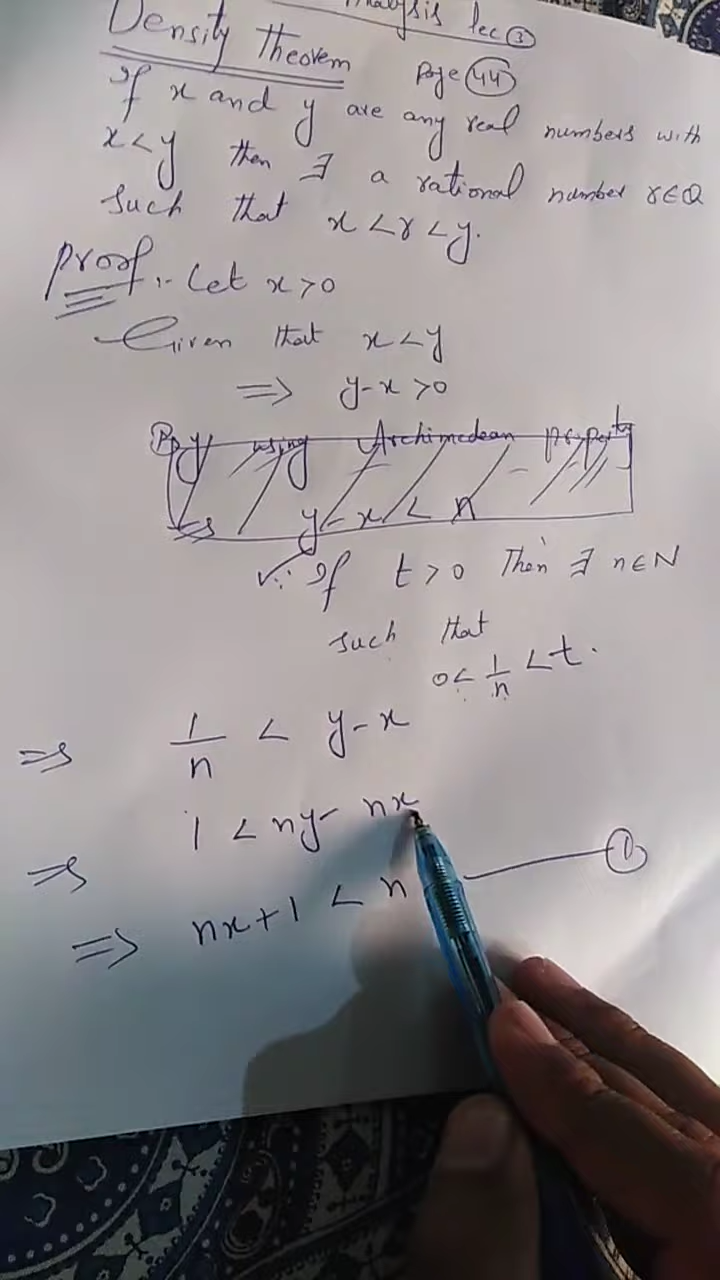 Analysis lec ③
Density Theorem Page 44
If x and y are any real numbers with
x < y then ∃ a rational number r ∈ Q
Such that x < r < y.
Proof :- Let x > 0
Given that x < y
⇒ y - x > 0
By using Archimedean property
y - x < n
∵ If t > 0 Then ∃ n ∈ N
such that
0 < 1/n < t.
⇒ 1/n < y - x
⇒ 1 < ny - nx
⇒ nx + 1 < n ①